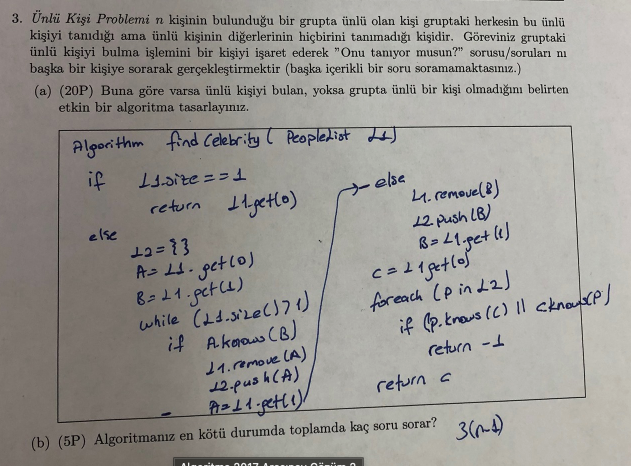 3. Ünlü Kişi Problemi n kişinin bulunduğu bir grupta ünlü olan kişi gruptaki herkesin bu ünlü
kişiyi tanıdığı ama ünlü kişinin diğerlerinin hiçbirini tanımadığı kişidir. Göreviniz gruptaki
ünlü kişiyi bulma işlemini bir kişiyi işaret ederek "Onu tanıyor musun?" sorusu/soruları nı
başka bir kişiye sorarak gerçekleştirmektir (başka içerikli bir soru soramamaktasınız.)
(a) (20P) Buna göre varsa ünlü kişiyi bulan, yoksa grupta ünlü bir kişi olmadığını belirten
etkin bir algoritma tasarlayınız.
Algorithm find Celebrity ( PeopleList L1)
if L1.size == 1
return L1.get(0)
else
L2 = {}
A = L1. get(0)
B = L1. get(1)
while (L1.size() > 1)
if A.knows(B)
L1.remove(A)
L2.push(A)
A = L1.get(1)
else
L1.remove(B)
L2.push(B)
B = L1.get(1)
C = L1 get(0)
foreach (p in L2)
if (!p.knows(C) || c.knows(P)
return -1
return c
(b) (5P) Algoritmanız en kötü durumda toplamda kaç soru sorar? 3(n-1)
Algoritma 2017 Arasınav Çözüm 2